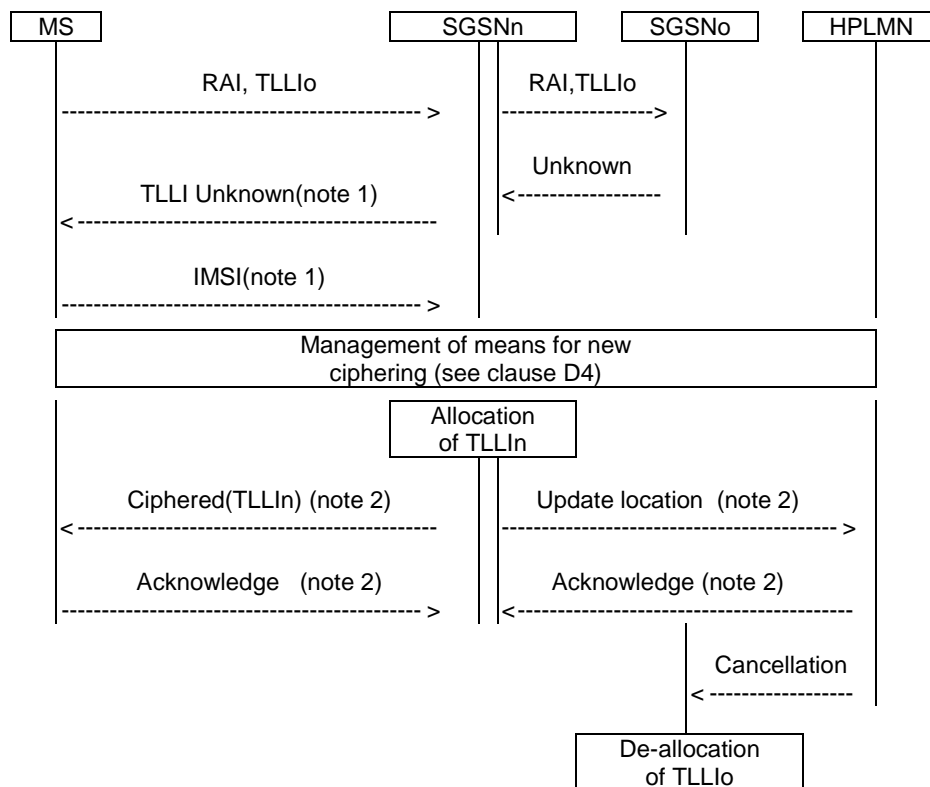 MS SGSNn SGSNo HPLMN
RAI, TLLIo RAI,TLLIo
Unknown
TLLI Unknown(note 1)
IMSI(note 1)
Management of means for new
ciphering (see clause D4)
Allocation
of TLLIn
Ciphered(TLLIn) (note 2) Update location (note 2)
Acknowledge (note 2) Acknowledge (note 2)
Cancellation
De-allocation
of TLLIo